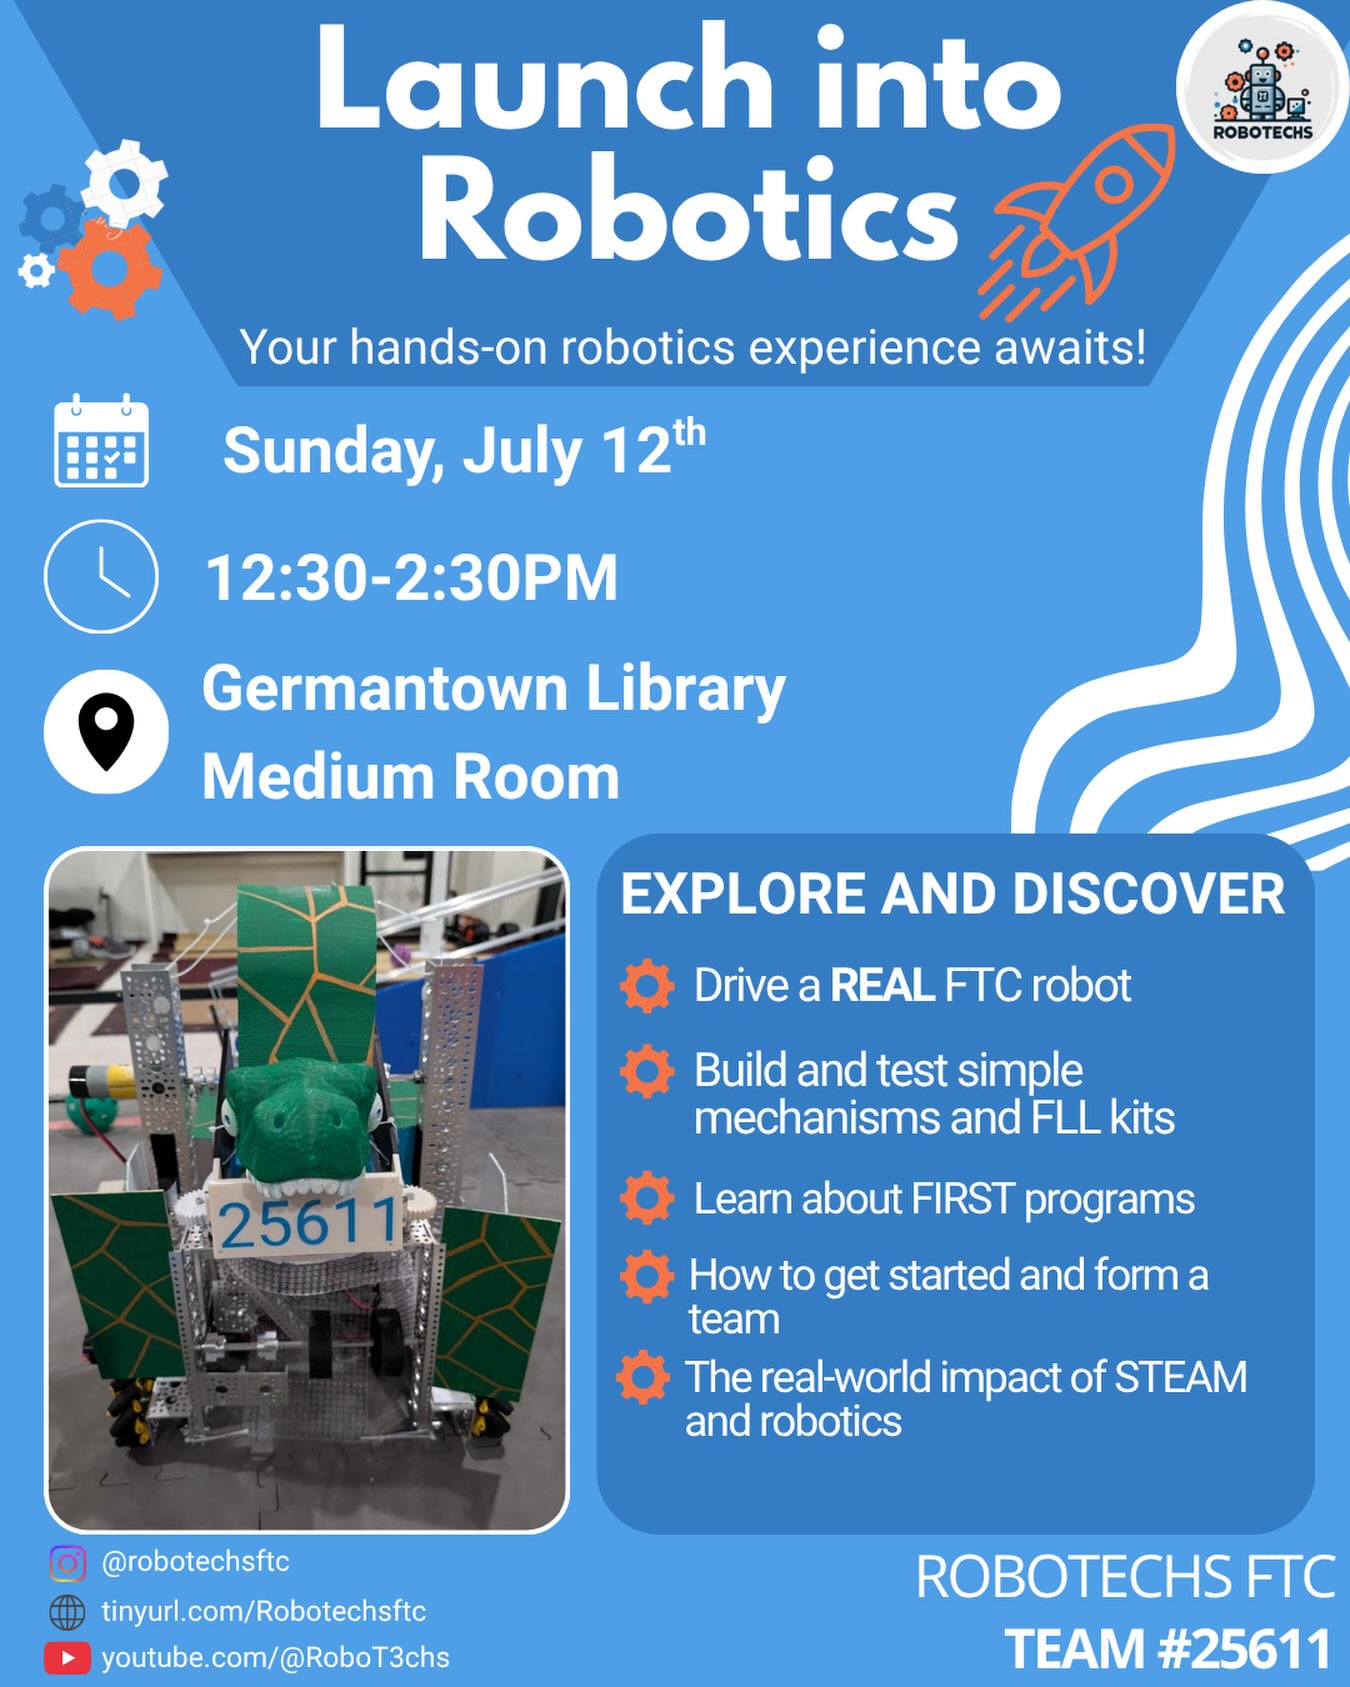 Launch into
Robotics
ROBOTECHS
Your hands-on robotics experience awaits!
Sunday, July 12th
12:30-2:30PM
Germantown Library
Medium Room
EXPLORE AND DISCOVER
Drive a REAL FTC robot
Build and test simple
mechanisms and FLL kits
Learn about FIRST programs
How to get started and form a
team
The real-world impact of STEAM
and robotics
25611
@robotechsftc
tinyurl.com/Robotechsftc
youtube.com/@RoboT3chs
ROBOTECHS FTC
TEAM #25611